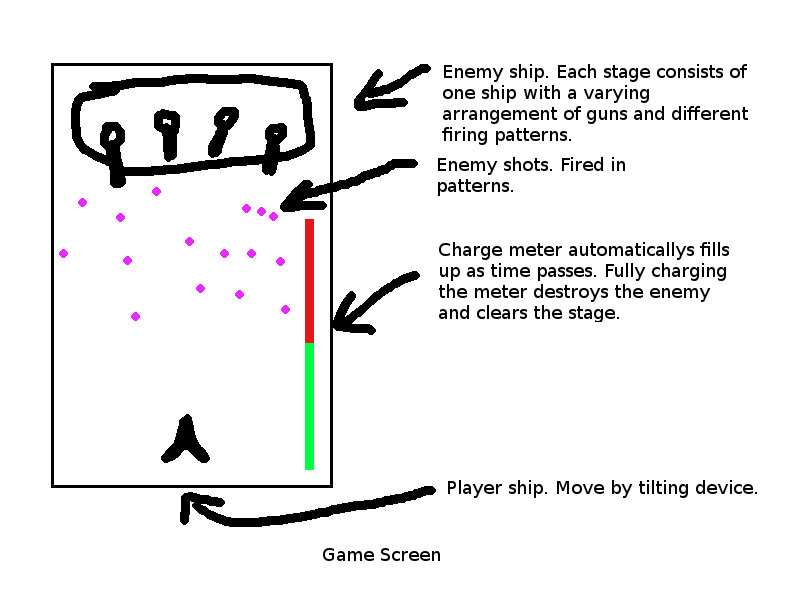 Enemy ship. Each stage consists of
one ship with a varying
arrangement of guns and different
firing patterns.
Enemy shots. Fired in
patterns.
Charge meter automaticallys fills
up as time passes. Fully charging
the meter destroys the enemy
and clears the stage.
Player ship. Move by tilting device.
Game Screen